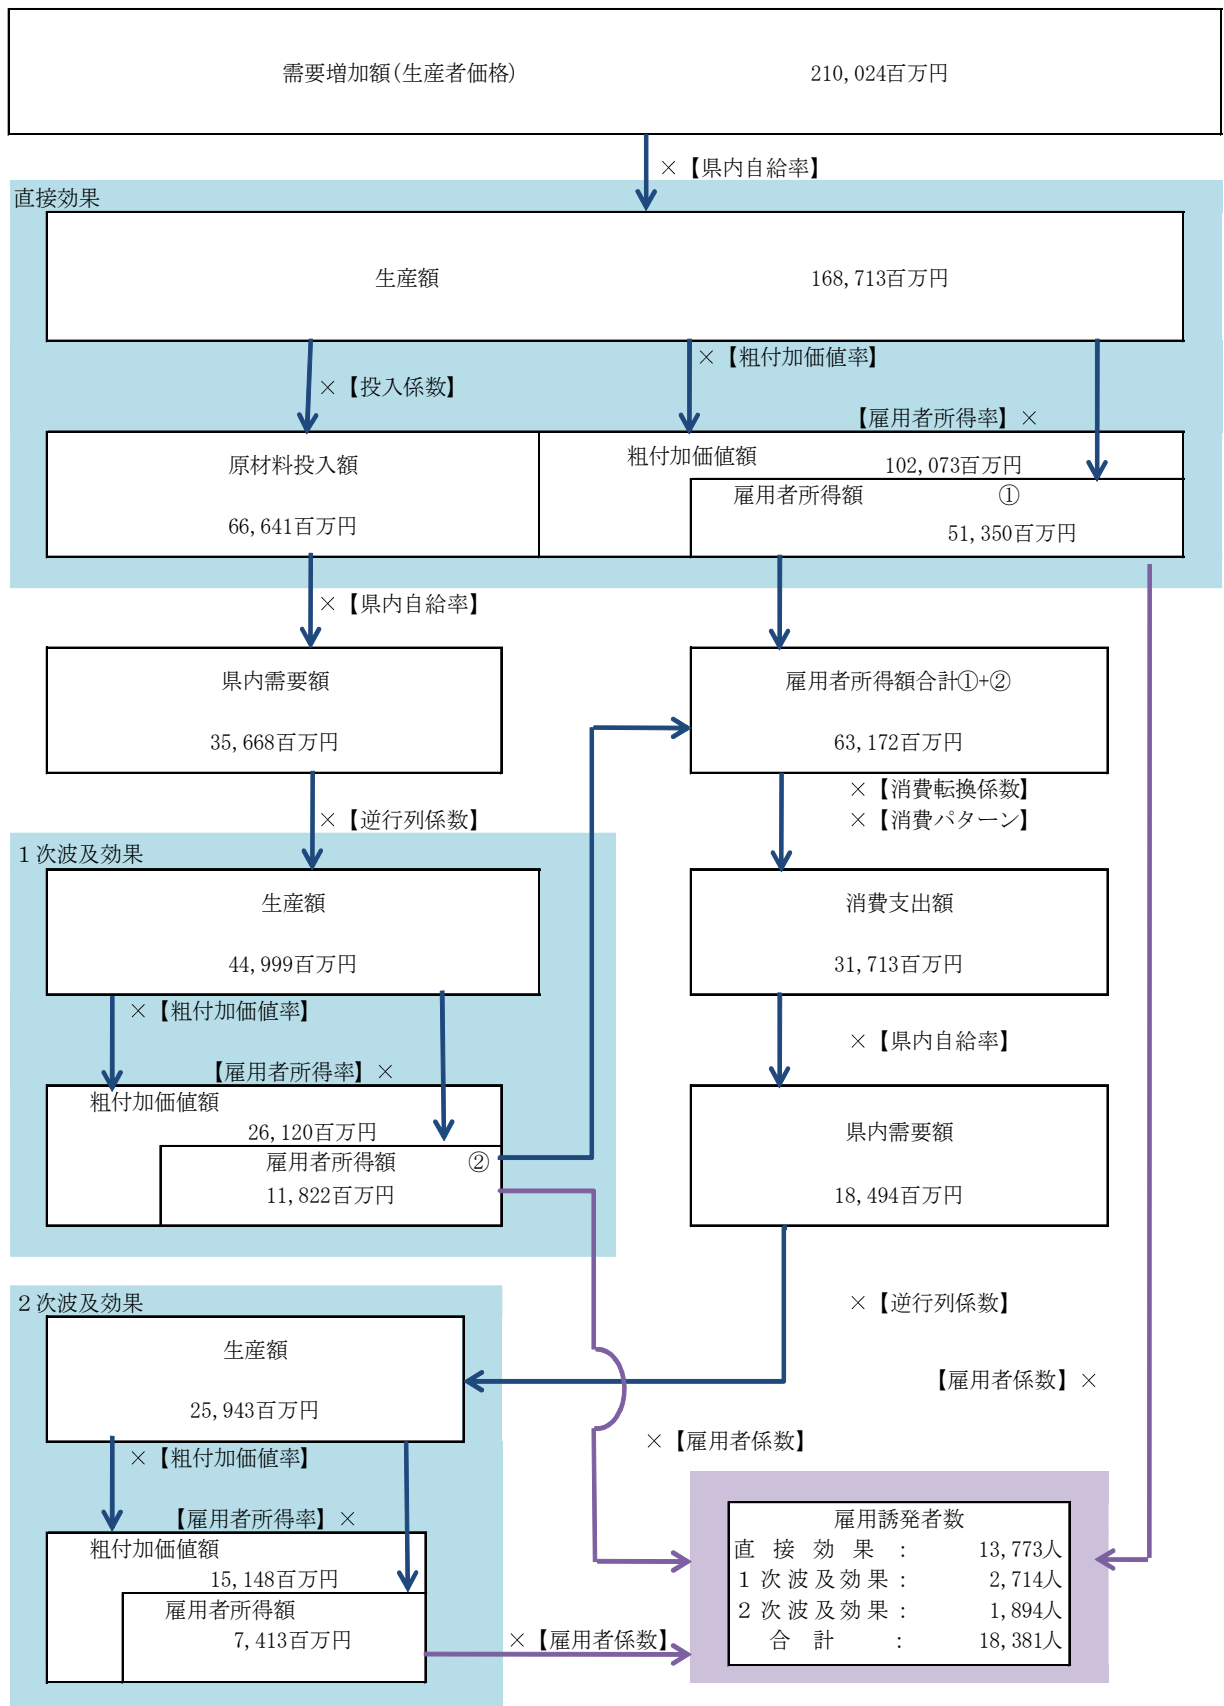 需要増加額(生産者価格) 210,024百万円
×【県内自給率】
直接効果
生産額 168,713百万円
×【粗付加価値率】
×【投入係数】
【雇用者所得率】×
原材料投入額
66,641百万円
粗付加価値額
102,073百万円
雇用者所得額 ①
51,350百万円
×【県内自給率】
県内需要額
35,668百万円
雇用者所得額合計①+②
63,172百万円
×【消費転換係数】
×【消費パターン】
×【逆行列係数】
1次波及効果
生産額
44,999百万円
消費支出額
31,713百万円
×【粗付加価値率】
×【県内自給率】
【雇用者所得率】×
粗付加価値額
26,120百万円
雇用者所得額 ②
11,822百万円
県内需要額
18,494百万円
2次波及効果
×【逆行列係数】
生産額
25,943百万円
【雇用者係数】×
×【雇用者係数】
×【粗付加価値率】
【雇用者所得率】×
粗付加価値額
15,148百万円
雇用者所得額
7,413百万円
×【雇用者係数】
雇用誘発者数
直接効果: 13,773人
1次波及効果: 2,714人
2次波及効果: 1,894人
合計: 18,381人